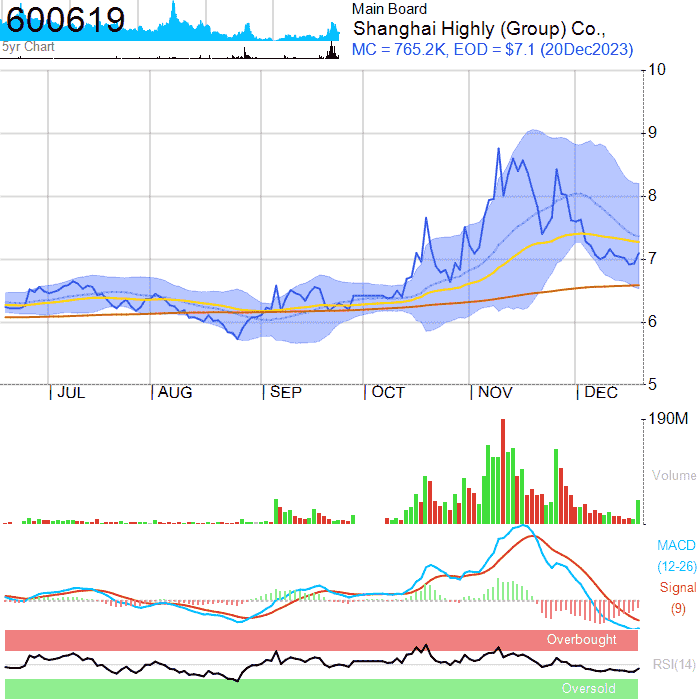 600619
5yr Chart
Main Board
Shanghai Highly (Group) Co.,
MC = 765.2K, EOD = $7.1 (20Dec2023)
10
9
8
7
6
5
JUL
AUG
SEP
OCT
NOV
DEC
190M
Volume
MACD
(12-26)
Signal
(9)
Overbought
RSI(14)
Oversold